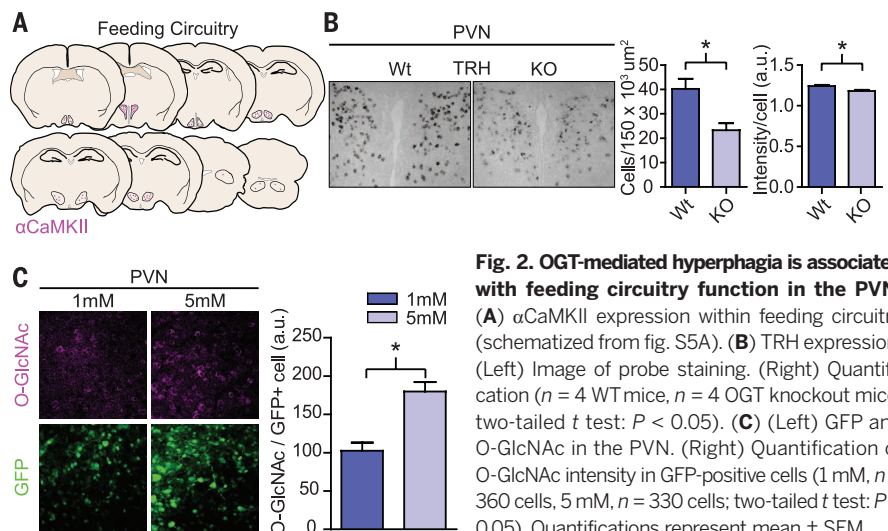 A
Feeding Circuitry
αCaMKII
B
PVN
Wt TRH KO
Cells/150 x 10³ um²
50
40
30
20
10
0
Wt
KO
*
Intensity/cell (a.u.)
1.5
1.0
0.5
0.0
Wt
KO
*
C
PVN
1mM 5mM
O-GlcNAc
GFP
1mM
5mM
O-GlcNAc / GFP+ cell (a.u.)
250
200
150
100
50
0
*
Fig. 2. OGT-mediated hyperphagia is associate
with feeding circuitry function in the PVN
(A) αCaMKII expression within feeding circuitr
(schematized from fig. S5A). (B) TRH expression
(Left) Image of probe staining. (Right) Quantif
cation (n = 4 WT mice, n = 4 OGT knockout mice
two-tailed t test: P < 0.05). (C) (Left) GFP an
O-GlcNAc in the PVN. (Right) Quantification o
O-GlcNAc intensity in GFP-positive cells (1 mM, n
360 cells, 5 mM, n = 330 cells; two-tailed t test: P
0.05). Quantifications represent mean ± SEM